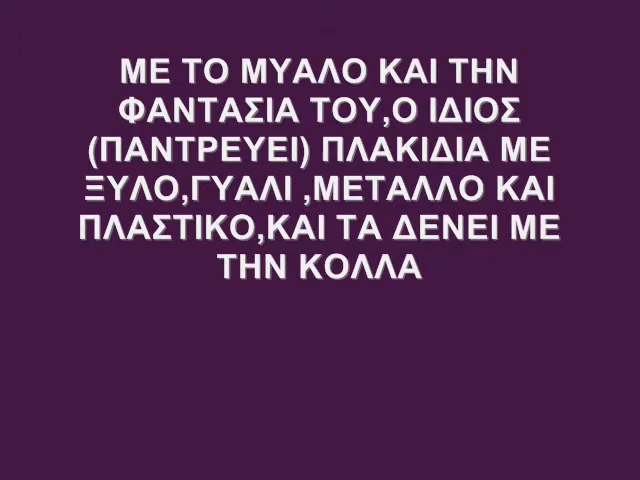 ΜΕ ΤΟ ΜΥΑΛΟ ΚΑΙ ΤΗΝ
ΦΑΝΤΑΣΙΑ ΤΟΥ,Ο ΙΔΙΟΣ
(ΠΑΝΤΡΕΥΕΙ) ΠΛΑΚΙΔΙΑ ΜΕ
ΞΥΛΟ,ΓΥΑΛΙ ,ΜΕΤΑΛΛΟ ΚΑΙ
ΠΛΑΣΤΙΚΟ,ΚΑΙ ΤΑ ΔΕΝΕΙ ΜΕ
ΤΗΝ ΚΟΛΛΑ